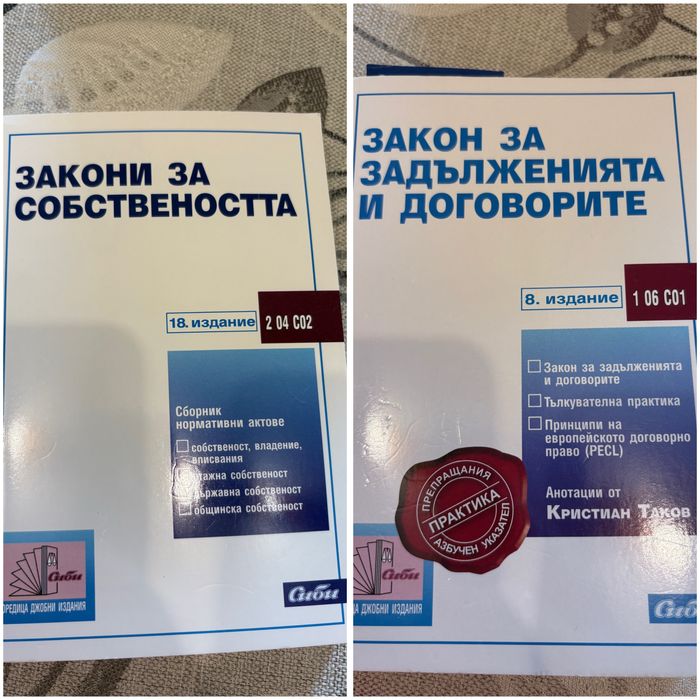 ЗАКОНИ ЗА
СОБСТВЕНОСТТА
18. издание
2 04 C02
Сборник
нормативни актове
собственост, владение,
вписвания
етажна собственост
държавна собственост
общинска собственост
Сиби
ПОРЕДИЦА ДЖОБНИ ИЗДАНИЯ
Сиби
ЗАКОН ЗА
ЗАДЪЛЖЕНИЯТА
И ДОГОВОРИТЕ
8. издание
1 06 C01
Закон за задълженията
и договорите
Тълкувателна практика
Принципи на
европейското договорно
право (PECL)
Анотации от
КРИСТИАН ТАКОВ
ПРЕПРАЩАНИЯ
ПРАКТИКА
АЗБУЧЕН УКАЗАТЕЛ
Сиби
ДЖОБНИ ИЗДАНИЯ
Сиби